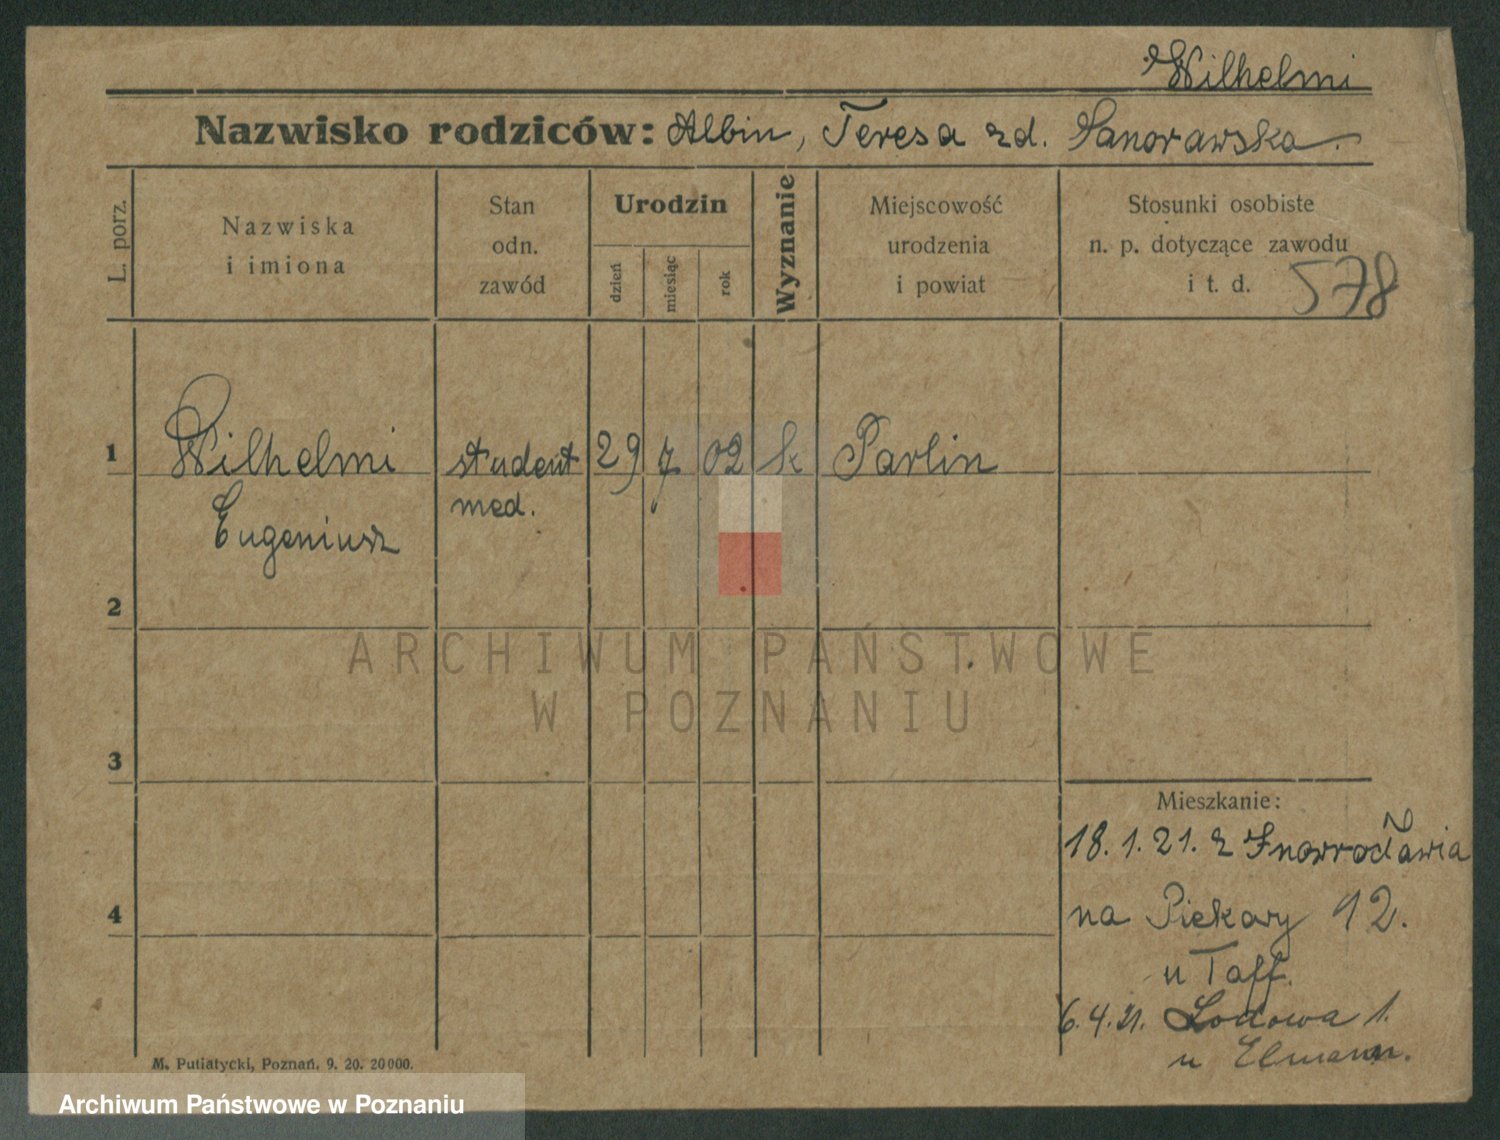 Wilhelmi
Nazwisko rodziców: Albin, Teresa zd. Sanorawska.
L. porz.
Nazwiska
i imiona
Stan
odn.
zawód
Urodzin
dzień
miesiąc
rok
Wyznanie
Miejscowość
urodzenia
i powiat
Stosunki osobiste
n. p. dotyczące zawodu
i t. d.
578
1
Wilhelmi
Eugeniusz
student
med.
29
7
02
k
Parlin
2
3
4
Mieszkanie:
18. 1. 21. z Inowrocławia
na Piekary 12.
u Taff.
6.4.21. Lodowa 1.
u Elmann.
M. Putiatycki, Poznań. 9. 20. 20000.
ARCHIWUM PAŃSTWOWE
W POZNANIU
Archiwum Państwowe w Poznaniu